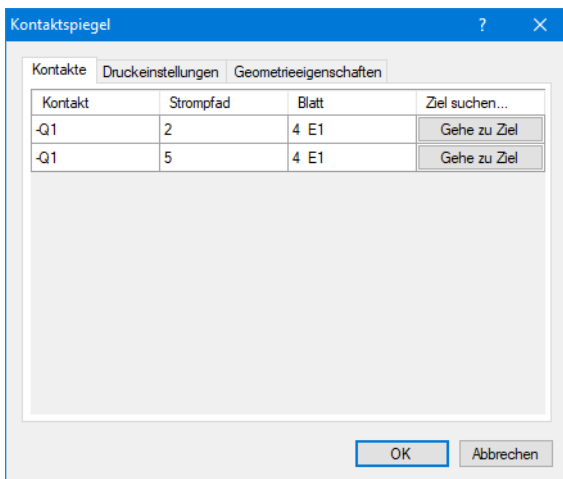 Kontaktspiegel ? ×
Kontakte Druckeinstellungen Geometrieeigenschaften
Kontakt Strompfad Blatt Ziel suchen...
-Q1 2 4 E1 Gehe zu Ziel
-Q1 5 4 E1 Gehe zu Ziel
OK Abbrechen